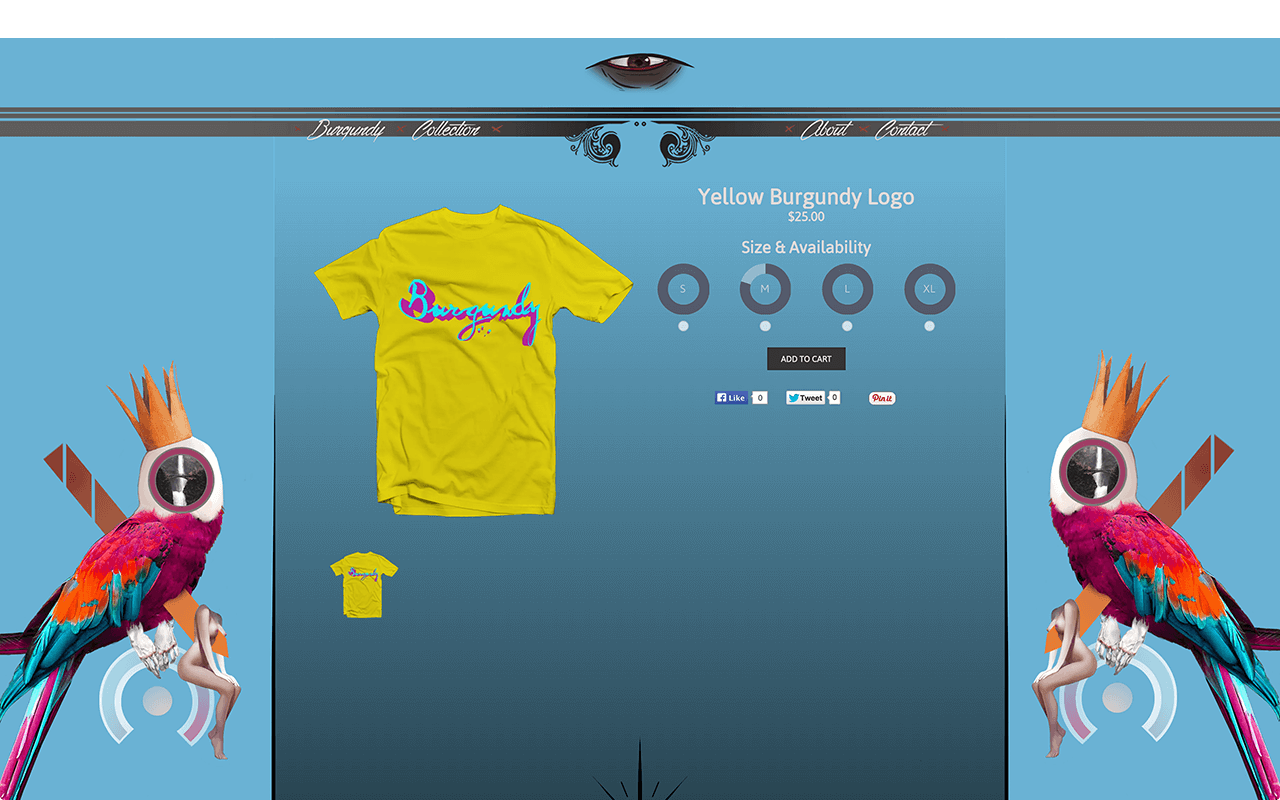 Burgundy Collection About Contact
Yellow Burgundy Logo
$25.00
Size & Availability
S M L XL
ADD TO CART
Like 0 Tweet 0 Pin it
Burgundy
Burgundy